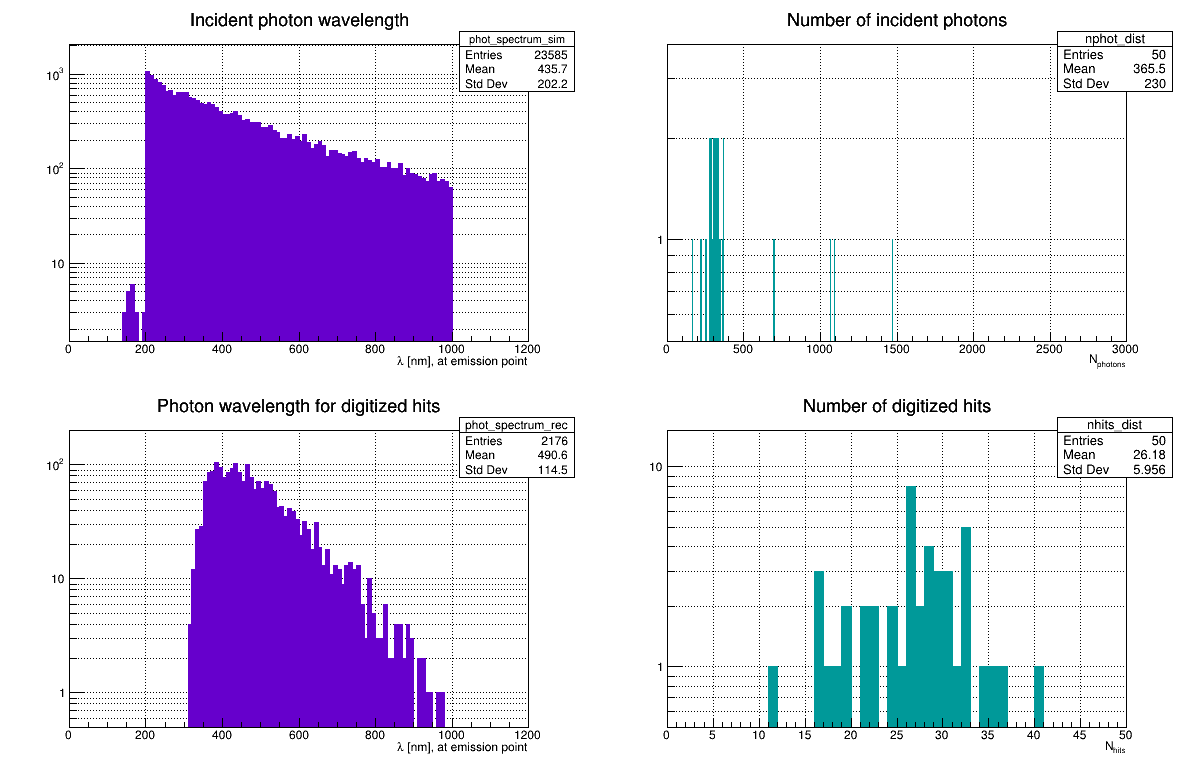 Incident photon wavelength
phot_spectrum_sim
Entries 23585
Mean 435.7
Std Dev 202.2
10³
10²
10
0 200 400 600 800 1000 1200
λ [nm], at emission point
Number of incident photons
nphot_dist
Entries 50
Mean 365.5
Std Dev 230
1
0 500 1000 1500 2000 2500 3000
Nphotons
Photon wavelength for digitized hits
phot_spectrum_rec
Entries 2176
Mean 490.6
Std Dev 114.5
10²
10
1
0 200 400 600 800 1000 1200
λ [nm], at emission point
Number of digitized hits
nhits_dist
Entries 50
Mean 26.18
Std Dev 5.956
10
1
0 5 10 15 20 25 30 35 40 45 50
Nhits